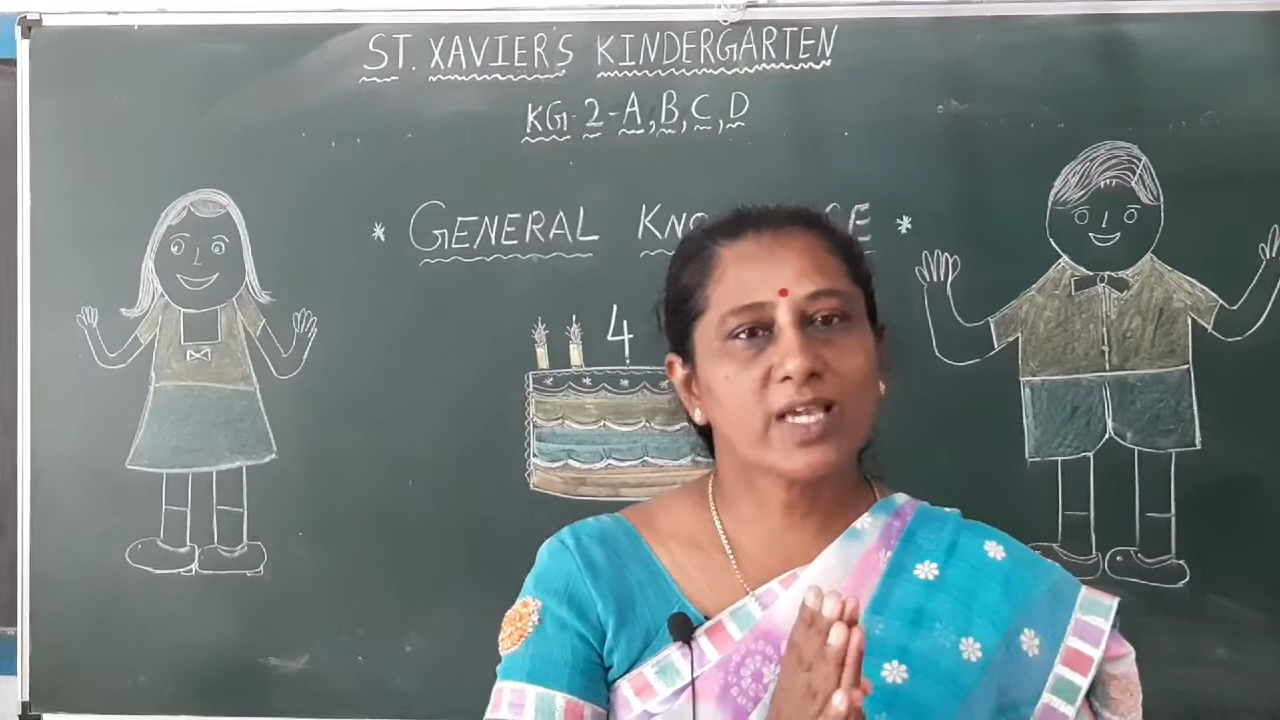 ST. XAVIER'S KINDERGARTEN
KG-2-A,B,C,D
* GENERAL *
4